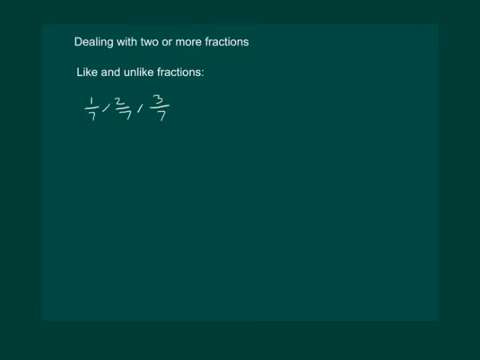 Dealing with two or more fractions
Like and unlike fractions:
1/7, 2/7, 3/7